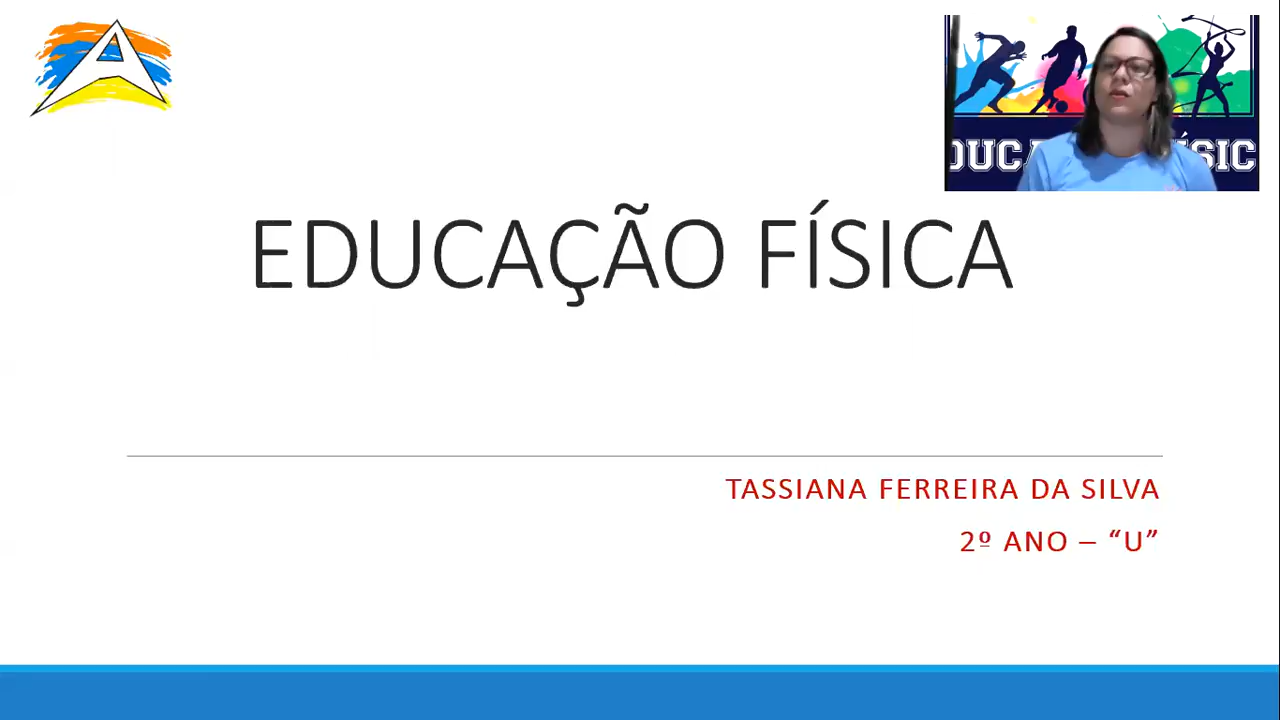 EDUCAÇÃO FÍSICA
TASSIANA FERREIRA DA SILVA
2º ANO – “U”